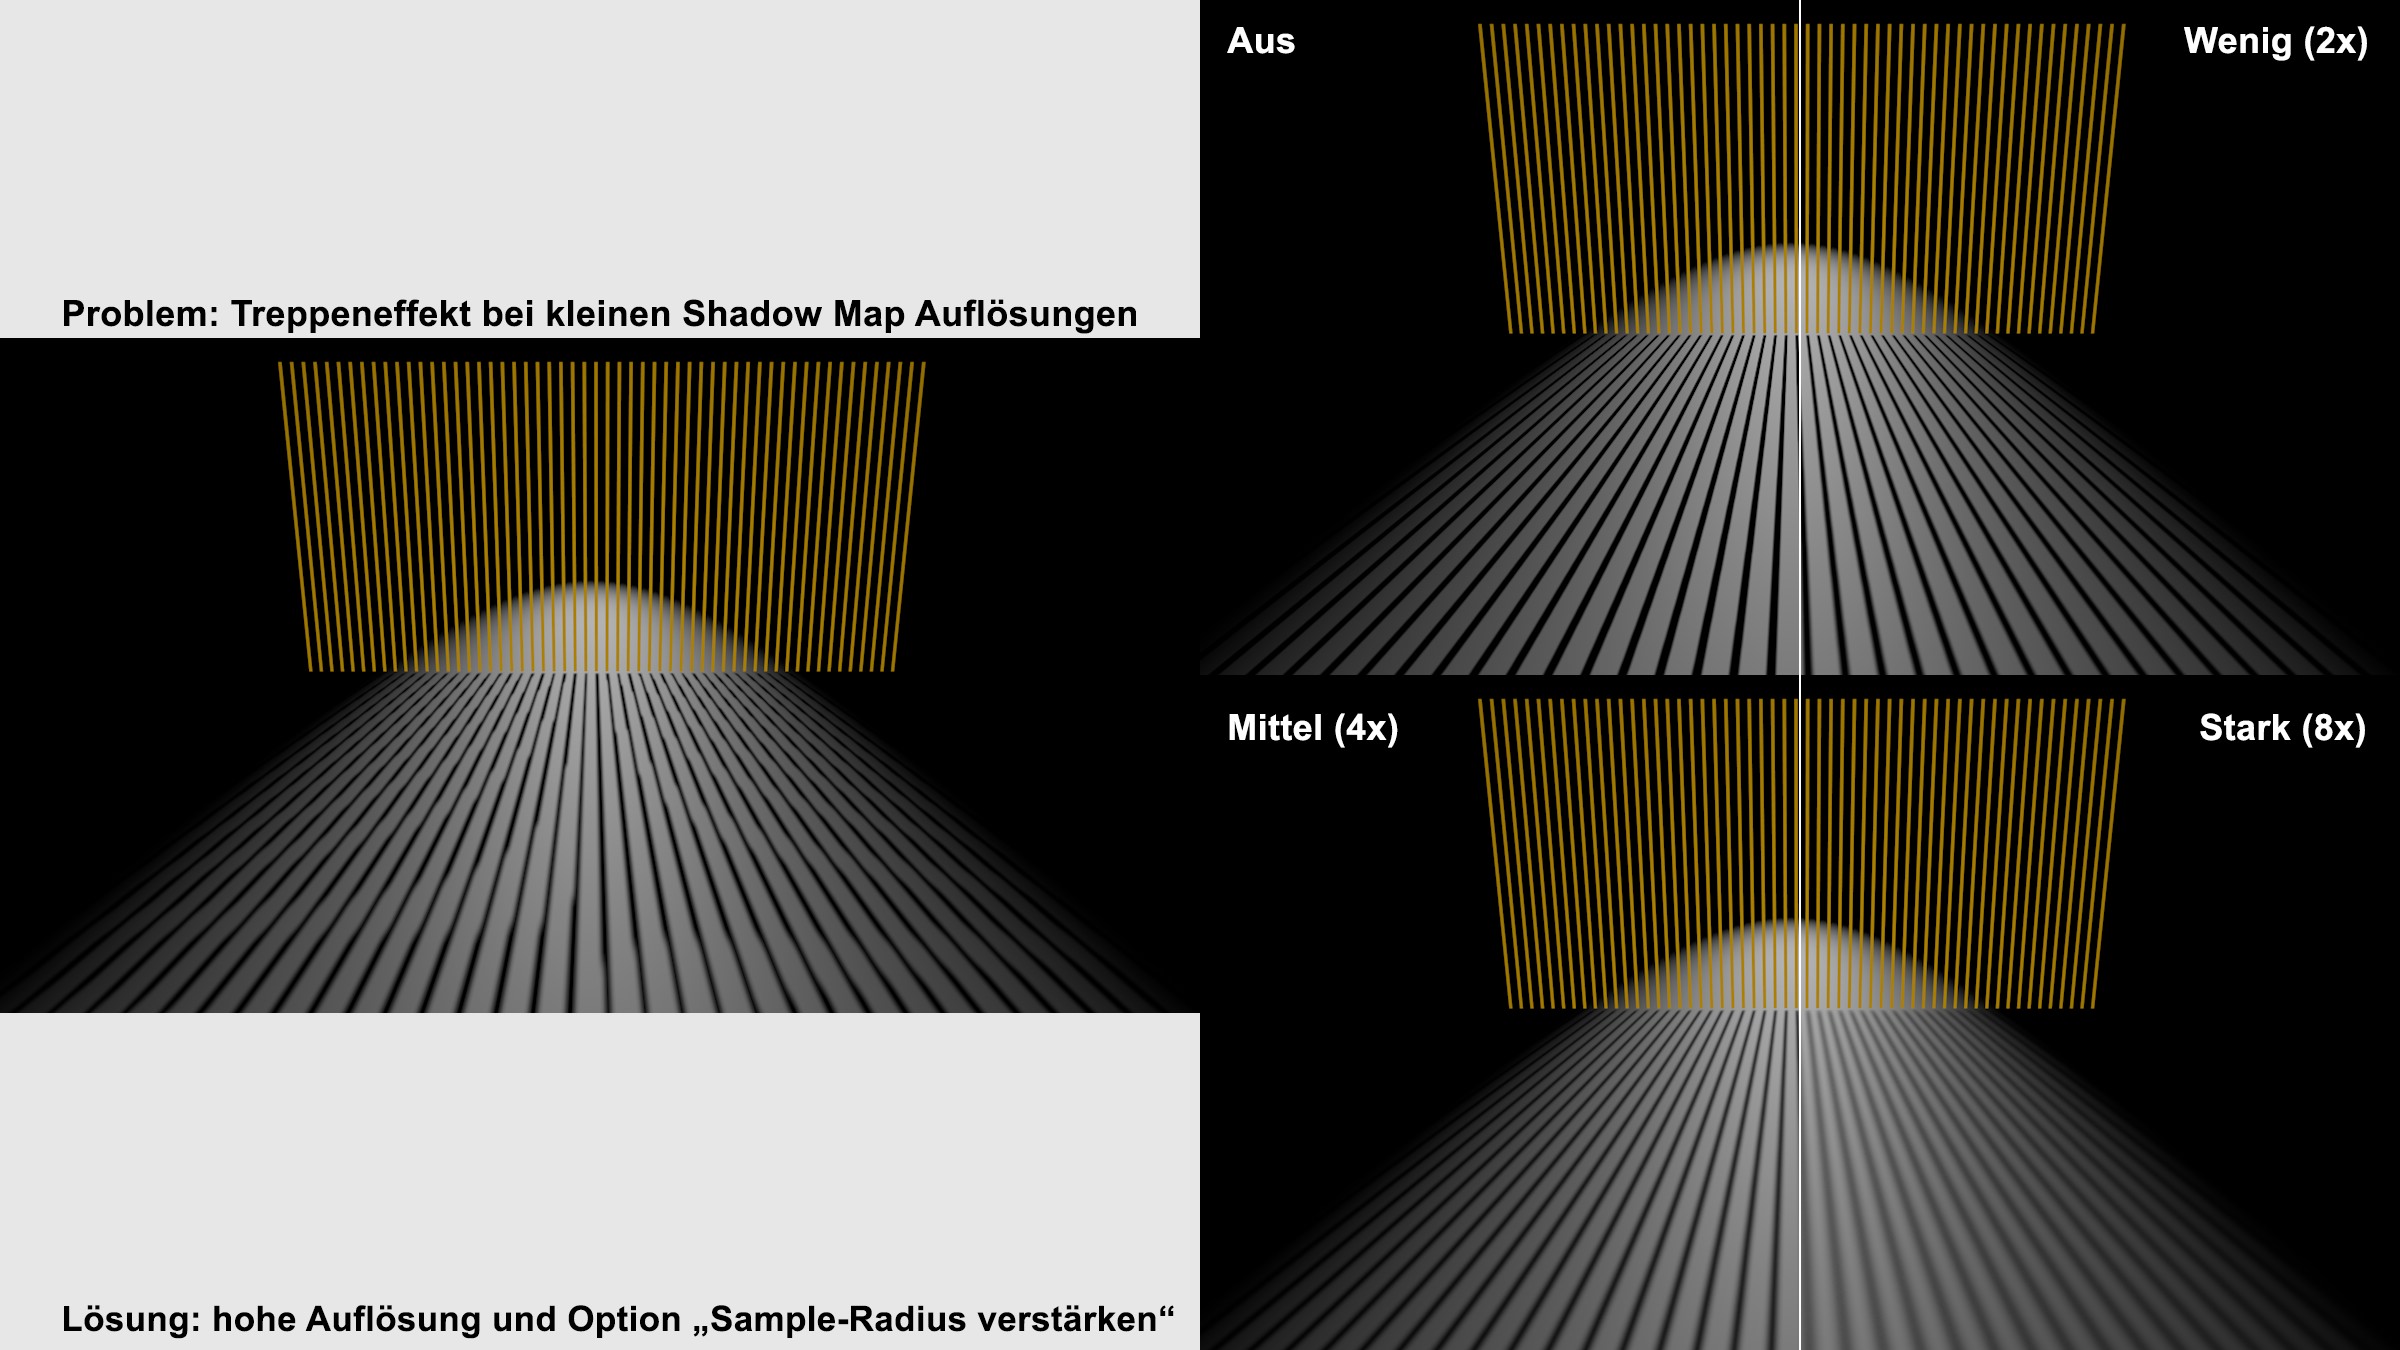 Problem: Treppeneffekt bei kleinen Shadow Map Auflösungen
Lösung: hohe Auflösung und Option „Sample-Radius verstärken“
Aus
Wenig (2x)
Mittel (4x)
Stark (8x)